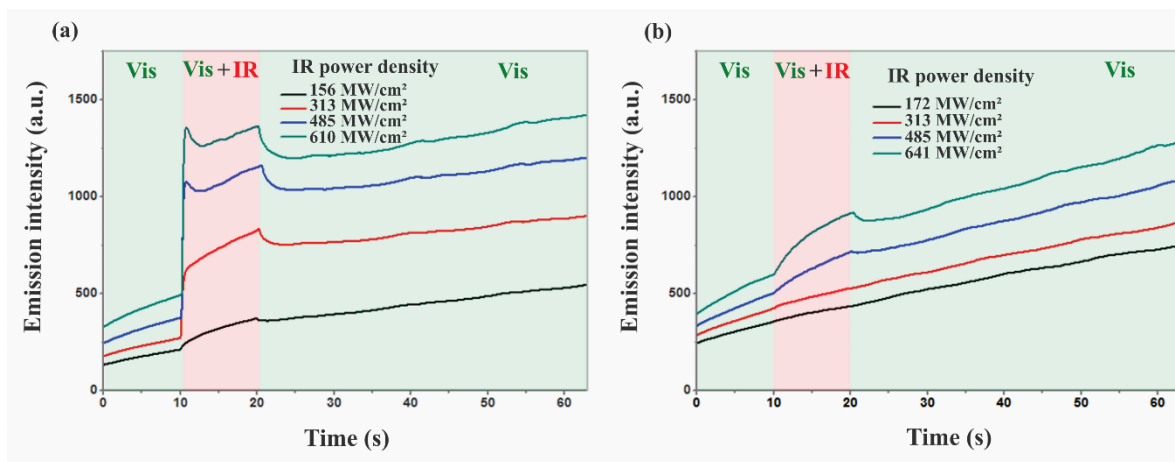 (a)
Vis Vis + IR Vis
IR power density
156 MW/cm²
313 MW/cm²
485 MW/cm²
610 MW/cm²
1500
1000
500
0
0 10 20 30 40 50 60
Emission intensity (a.u.)
Time (s)
(b)
Vis Vis + IR Vis
IR power density
172 MW/cm²
313 MW/cm²
485 MW/cm²
641 MW/cm²
1500
1000
500
0
0 10 20 30 40 50 60
Emission intensity (a.u.)
Time (s)